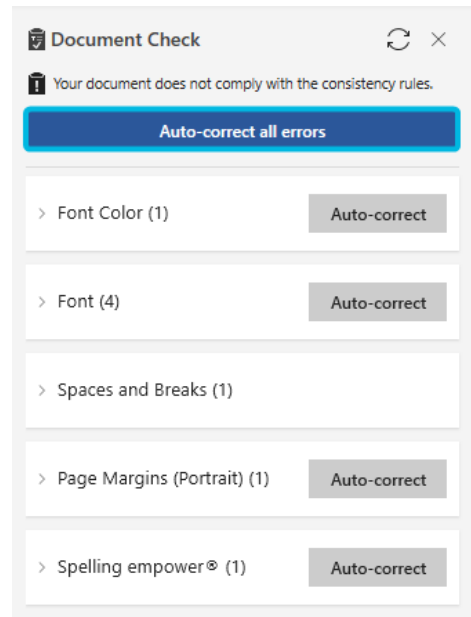 Document Check
Your document does not comply with the consistency rules.
Auto-correct all errors
Font Color (1)
Auto-correct
Font (4)
Auto-correct
Spaces and Breaks (1)
Page Margins (Portrait) (1)
Auto-correct
Spelling empower® (1)
Auto-correct